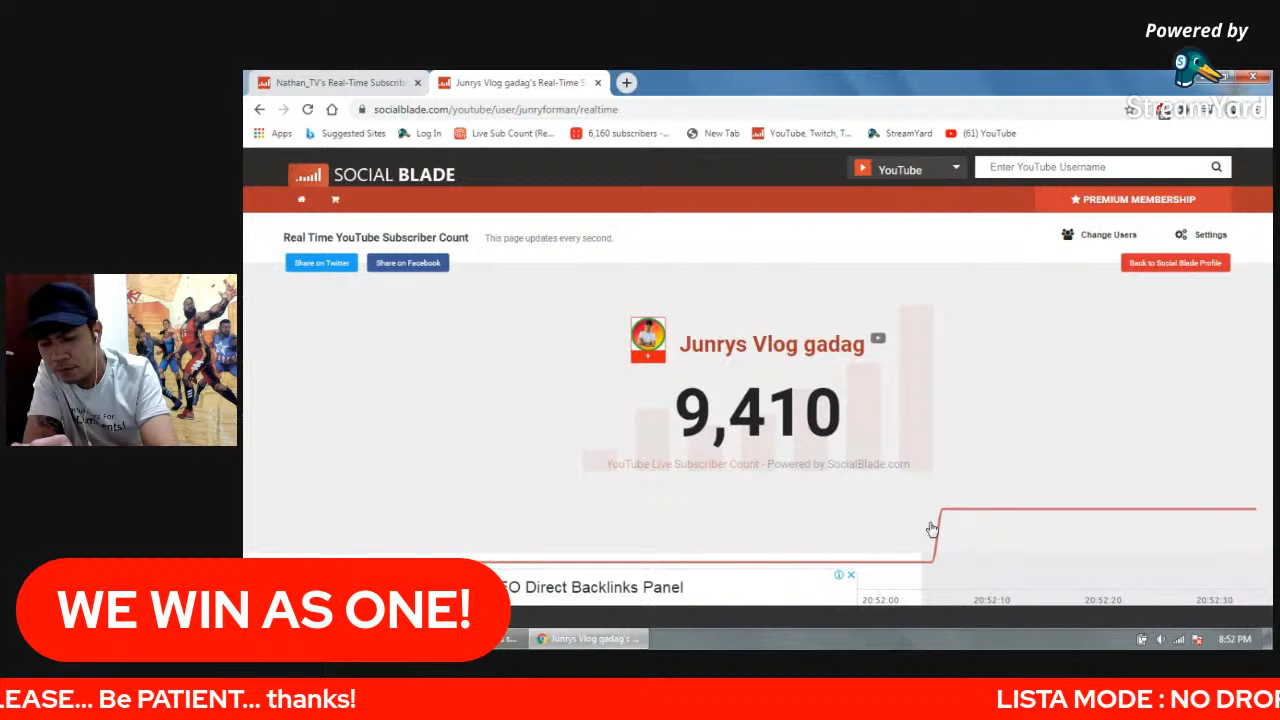 Powered by
StreamYard
Nathan_TV's Real-Time Subscrib
Junrys Vlog gadag's Real-Time S
socialblade.com/youtube/user/junryforman/realtime
Apps
Suggested Sites
Log In
Live Sub Count (Re...
6,160 subscribers -...
New Tab
YouTube, Twitch, T...
StreamYard
(61) YouTube
SOCIAL BLADE
YouTube
Enter YouTube Username
PREMIUM MEMBERSHIP
Real Time YouTube Subscriber Count
This page updates every second.
Change Users
Settings
Share on Twitter
Share on Facebook
Back to Social Blade Profile
Junrys Vlog gadag
9,410
YouTube Live Subscriber Count - Powered by SocialBlade.com
EO Direct Backlinks Panel
20:52:00
20:52:10
20:52:20
20:52:30
WE WIN AS ONE!
Junrys Vlog gadag's ...
8:52 PM
LEASE... Be PATIENT... thanks!
LISTA MODE : NO DROP